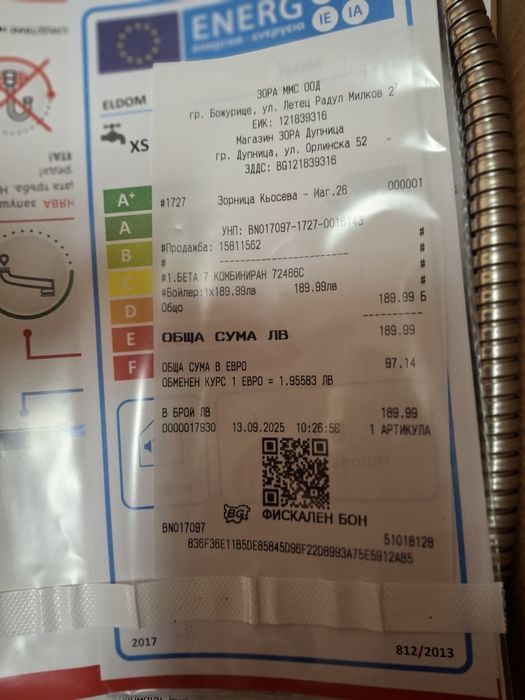 ENERG
енергия · ενεργεια
IE IA
ELDOM
XS
A+
A
B
C
D
E
F
ЗОРА ММС ООД
гр. Божурище, ул. Летец Радул Милков 2
ЕИК: 121839316
Магазин ЗОРА Дупница
гр. Дупница, ул. Орлинска 52
ЗДДС: BG121839316
#1727 Зорница Кьосева - Маг.26 000001
УНП: BN017097-1727-0016143 #
#Продажба: 15811562 #
# ------------------------ #
#1.БЕТА 7 КОМБИНИРАН 72486C #
#Бойлер:1x189.99лв 189.99лв #
Общо 189.99 Б
----------
ОБЩА СУМА ЛВ 189.99
ОБЩА СУМА В ЕВРО 97.14
ОБМЕНЕН КУРС 1 ЕВРО = 1.95583 ЛВ
В БРОЙ ЛВ 189.99
0000017930 13.09.2025 10:26:58 1 АРТИКУЛА
BG ФИСКАЛЕН БОН
BN017097 51018128
836F36E11B5DE85845D96F22D8993A75E5912AB5
2017 812/2013